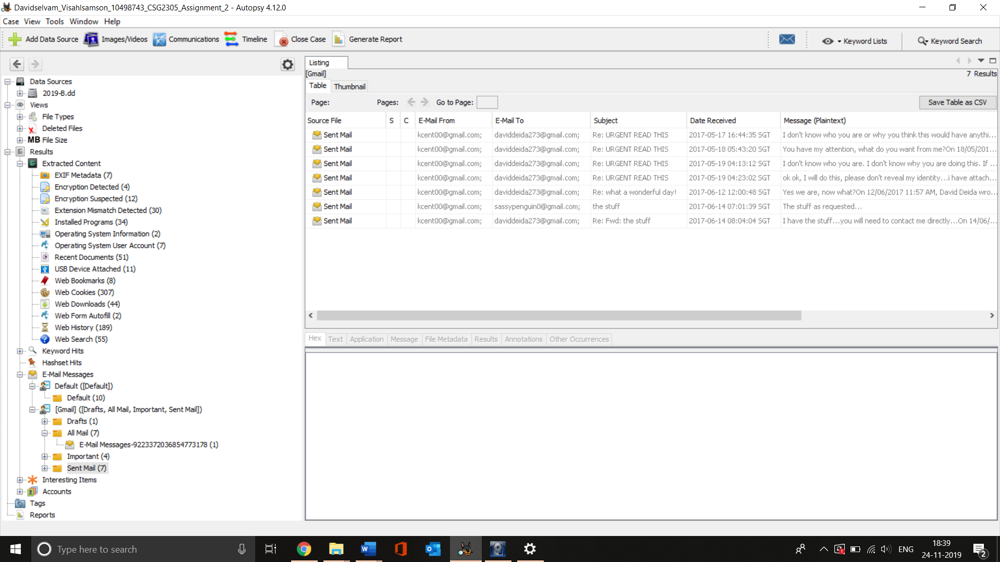 Davidselvam_Visahlsamson_10498743_CSG2305_Assignment_2 - Autopsy 4.12.0
Case View Tools Window Help
Add Data Source Images/Videos Communications Timeline Close Case Generate Report Keyword Lists Keyword Search
Data Sources
2019-B.dd
Views
File Types
Deleted Files
MB File Size
Results
Extracted Content
EXIF Metadata (7)
Encryption Detected (4)
Encryption Suspected (12)
Extension Mismatch Detected (30)
Installed Programs (34)
Operating System Information (2)
Operating System User Account (7)
Recent Documents (51)
USB Device Attached (11)
Web Bookmarks (8)
Web Cookies (307)
Web Downloads (44)
Web Form Autofill (2)
Web History (189)
Web Search (55)
Keyword Hits
Hashset Hits
E-Mail Messages
Default ([Default])
Default (10)
[Gmail] ([Drafts, All Mail, Important, Sent Mail])
Drafts (1)
All Mail (7)
E-Mail Messages-9223372036854773178 (1)
Important (4)
Sent Mail (7)
Interesting Items
Accounts
Tags
Reports
Listing
[Gmail] 7 Results
Table Thumbnail
Page: Pages: Go to Page: Save Table as CSV
Source File S C E-Mail From E-Mail To Subject Date Received Message (Plaintext)
Sent Mail kcent00@gmail.com; daviddeida273@gmail.com; Re: URGENT READ THIS 2017-05-17 16:44:35 SGT I don't know who you are or why you think this would have anythi...
Sent Mail kcent00@gmail.com; daviddeida273@gmail.com; Re: URGENT READ THIS 2017-05-18 05:43:20 SGT You have my attention, what do you want from me?On 18/05/201...
Sent Mail kcent00@gmail.com; daviddeida273@gmail.com; Re: URGENT READ THIS 2017-05-19 04:13:12 SGT I don't know who you are. I don't know why you are doing this. If ...
Sent Mail kcent00@gmail.com; daviddeida273@gmail.com; Re: URGENT READ THIS 2017-05-19 04:23:02 SGT ok ok, I will do this, please don't reveal my identity...i have attach...
Sent Mail kcent00@gmail.com; daviddeida273@gmail.com; Re: what a wonderful day! 2017-06-12 12:00:48 SGT Yes we are, now what?On 12/06/2017 11:57 AM, David Deida wro...
Sent Mail kcent00@gmail.com; sassypenguin0@gmail.com; the stuff 2017-06-14 07:01:39 SGT The stuff as requested...
Sent Mail kcent00@gmail.com; daviddeida273@gmail.com; Re: Fwd: the stuff 2017-06-14 08:04:04 SGT I have the stuff...you will need to contact me directly...On 14/06/...
Hex Text Application Message File Metadata Results Annotations Other Occurrences
Type here to search
ENG
18:39
24-11-2019
2